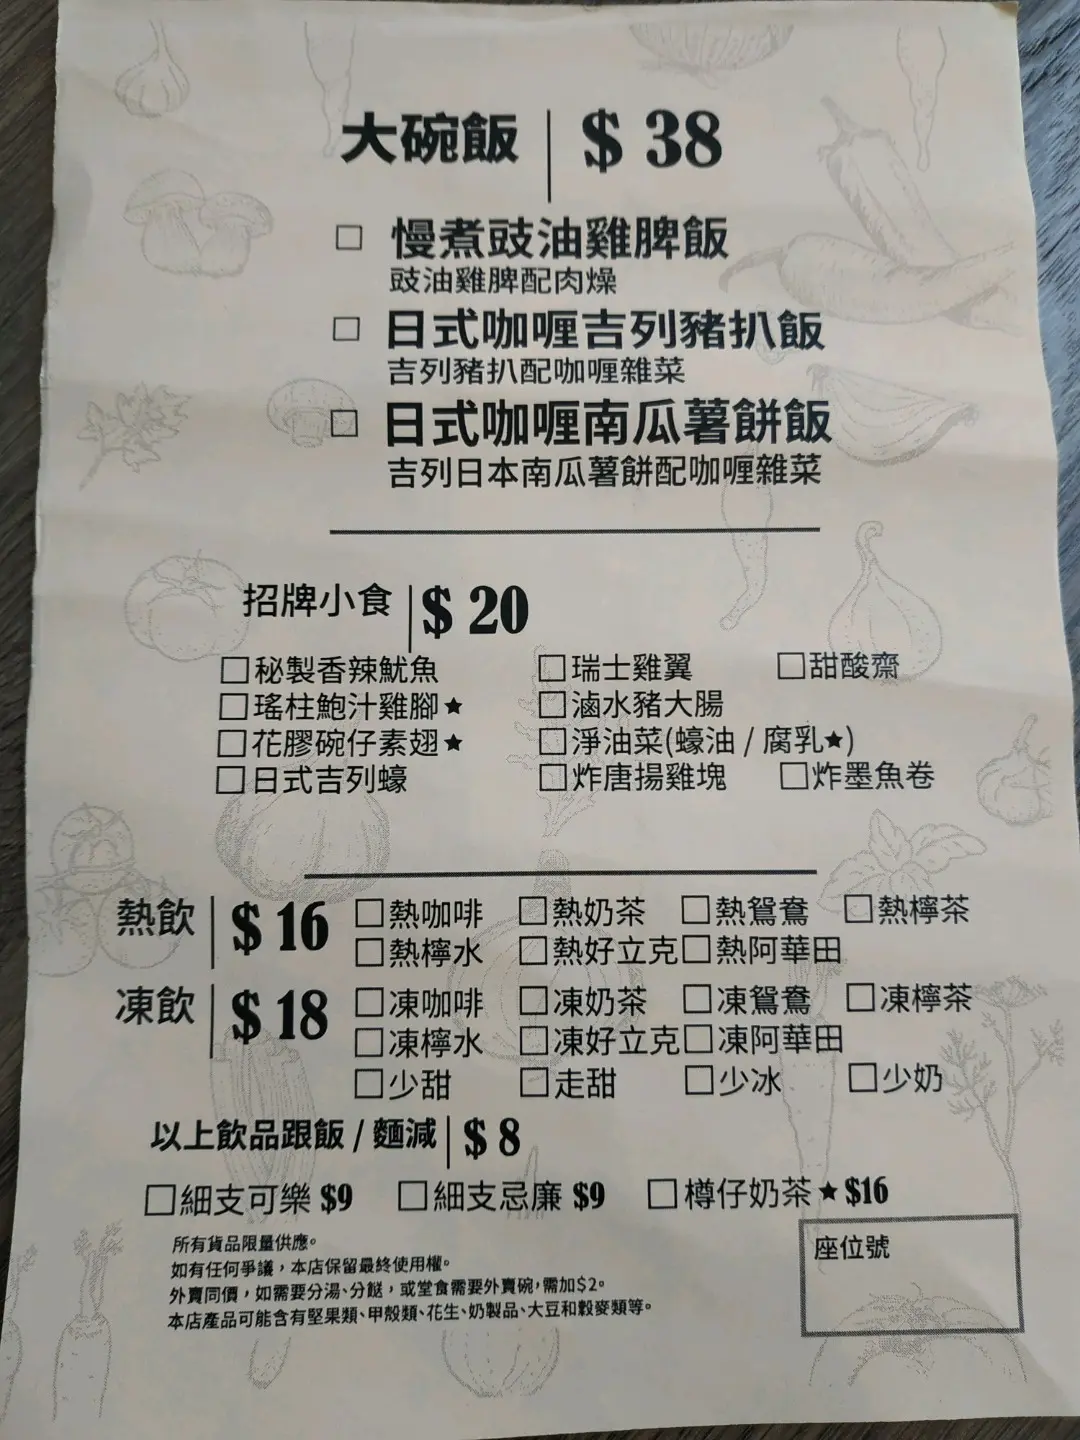 大碗飯 $ 38
□ 慢煮豉油雞脾飯
豉油雞脾配肉燥
□ 日式咖喱吉列豬扒飯
吉列豬扒配咖喱雜菜
□ 日式咖喱南瓜薯餅飯
吉列日本南瓜薯餅配咖喱雜菜
招牌小食 $ 20
□秘製香辣魷魚 □瑞士雞翼 □甜酸齋
□瑤柱鮑汁雞腳★ □滷水豬大腸
□花膠碗仔素翅★ □淨油菜(蠔油 / 腐乳★)
□日式吉列蠔 □炸唐揚雞塊 □炸墨魚卷
熱飲 $ 16 □熱咖啡 □熱奶茶 □熱鴛鴦 □熱檸茶
□熱檸水 □熱好立克 □熱阿華田
凍飲 $ 18 □凍咖啡 □凍奶茶 □凍鴛鴦 □凍檸茶
□凍檸水 □凍好立克 □凍阿華田
□少甜 □走甜 □少冰 □少奶
以上飲品跟飯 / 麵減 $ 8
□細支可樂 $9 □細支忌廉 $9 □樽仔奶茶★ $16
所有貨品限量供應。
如有任何爭議，本店保留最終使用權。
外賣同價，如需要分湯、分餸，或堂食需要外賣碗，需加$2。
本店產品可能含有堅果類、甲殼類、花生、奶製品、大豆和穀麥類等。
座位號